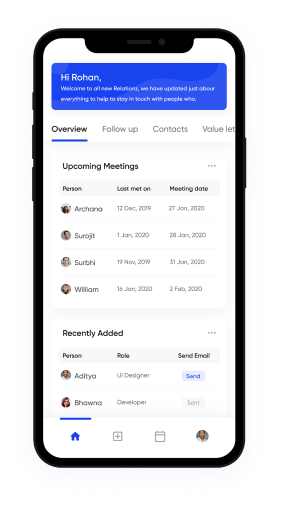 Hi Rohan,
Welcome to all new Relationz, we have updated just abour
everything to help to stay in touch with people who.
Overview Follow up Contacts Value let
Upcoming Meetings ...
Person Last met on Meeting date
Archana 12 Dec, 2019 27 Jan, 2020
Surojit 1 Jan, 2020 28 Jan, 2020
Surbhi 19 Nov, 2019 31 Jan, 2020
William 16 Jan, 2020 2 Feb, 2020
Recently Added ...
Person Role Send Email
Aditya UI Designer Send
Bhawna Developer Sent